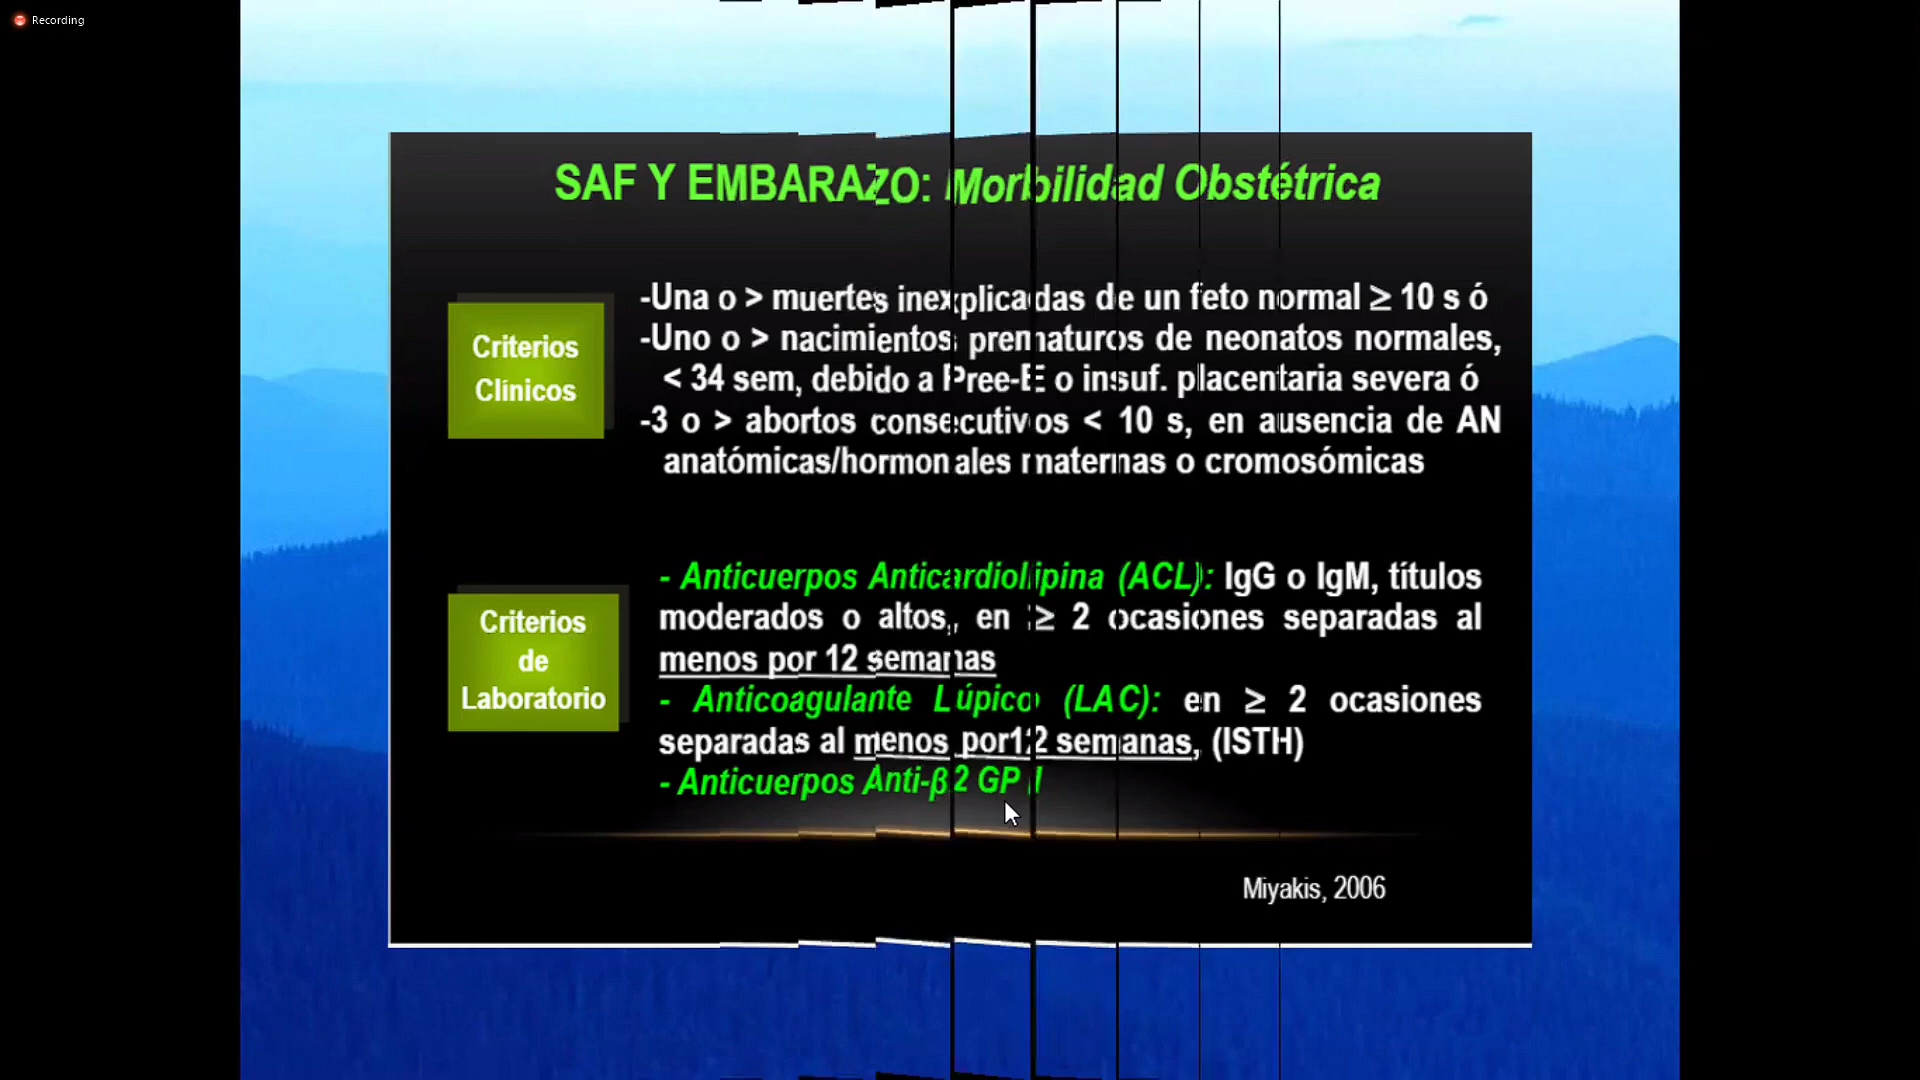 Recording
SAF Y EMBARAZO: Morbilidad Obstétrica
Criterios
Clínicos
-Una o > muertes inexplicadas de un feto normal ≥ 10 s ó
-Uno o > nacimientos prematuros de neonatos normales,
< 34 sem, debido a Pree-E o insuf. placentaria severa ó
-3 o > abortos consecutivos < 10 s, en ausencia de AN
anatómicas/hormonales maternas o cromosómicas
Criterios
de
Laboratorio
- Anticuerpos Anticardiolipina (ACL): IgG o IgM, títulos
moderados o altos,, en ≥ 2 ocasiones separadas al
menos por 12 semanas
- Anticoagulante Lúpico (LAC): en ≥ 2 ocasiones
separadas al menos por12 semanas, (ISTH)
- Anticuerpos Anti-β2 GP I
Miyakis, 2006